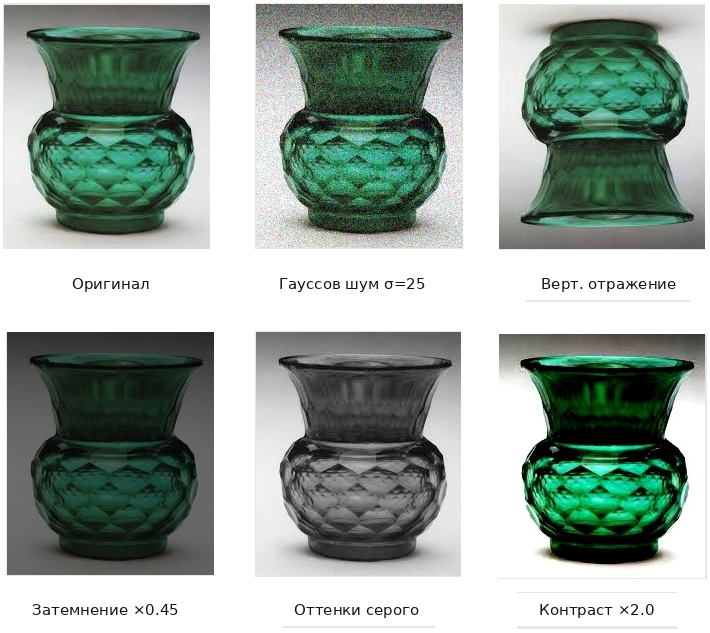 Оригинал
Гауссов шум σ=25
Верт. отражение
Затемнение ×0.45
Оттенки серого
Контраст ×2.0